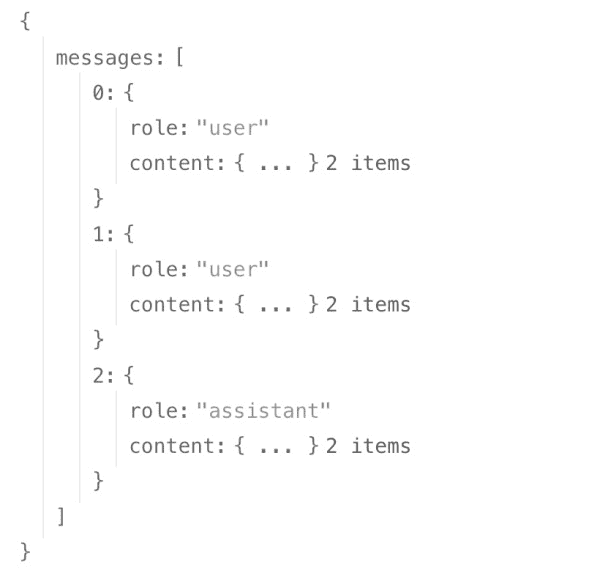 {
messages: [
0: {
role: "user"
content: { ... } 2 items
}
1: {
role: "user"
content: { ... } 2 items
}
2: {
role: "assistant"
content: { ... } 2 items
}
]
}